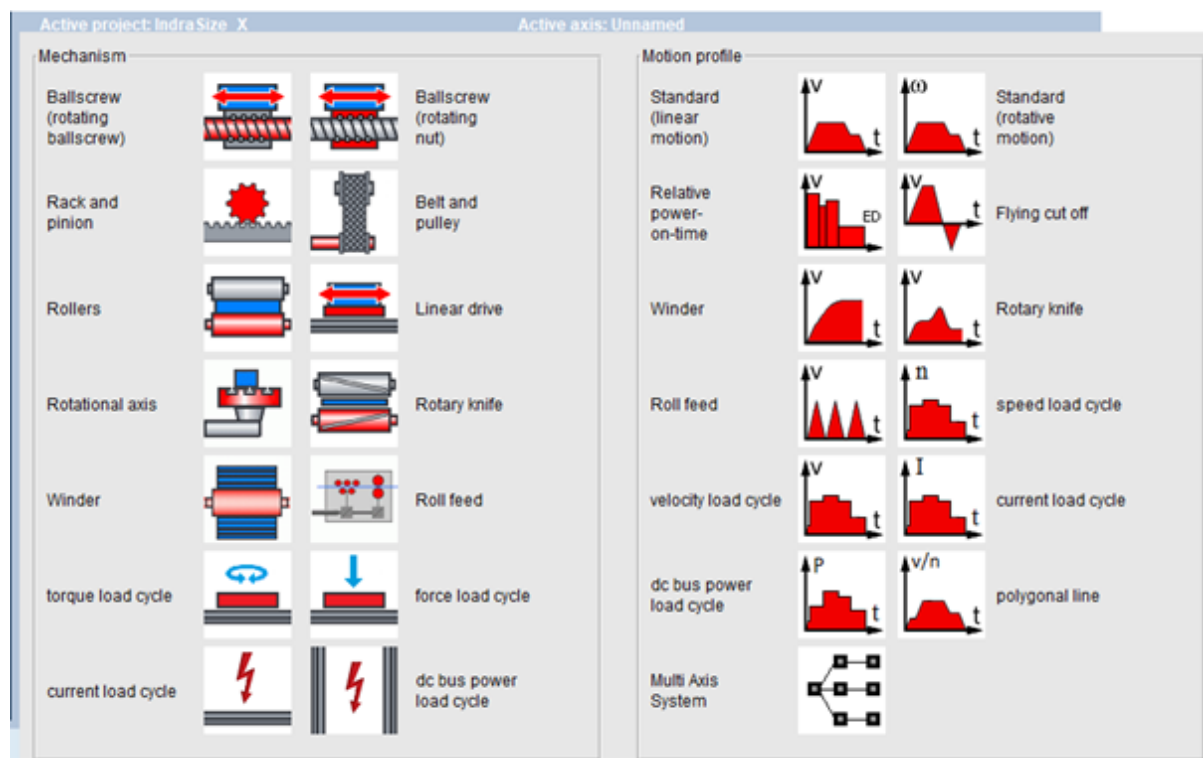 Active project: IndraSize_X
Active axis: Unnamed
Mechanism
Ballscrew
(rotating
ballscrew)
Ballscrew
(rotating
nut)
Rack and
pinion
Belt and
pulley
Rollers
Linear drive
Rotational axis
Rotary knife
Winder
Roll feed
torque load cycle
force load cycle
current load cycle
dc bus power
load cycle
Motion profile
Standard
(linear
motion)
v
t
ω
t
Standard
(rotative
motion)
Relative
power-
on-time
v
ED
v
t
Flying cut off
Winder
v
t
v
t
Rotary knife
Roll feed
v
t
n
t
speed load cycle
velocity load cycle
v
t
I
t
current load cycle
dc bus power
load cycle
P
t
v/n
t
polygonal line
Multi Axis
System